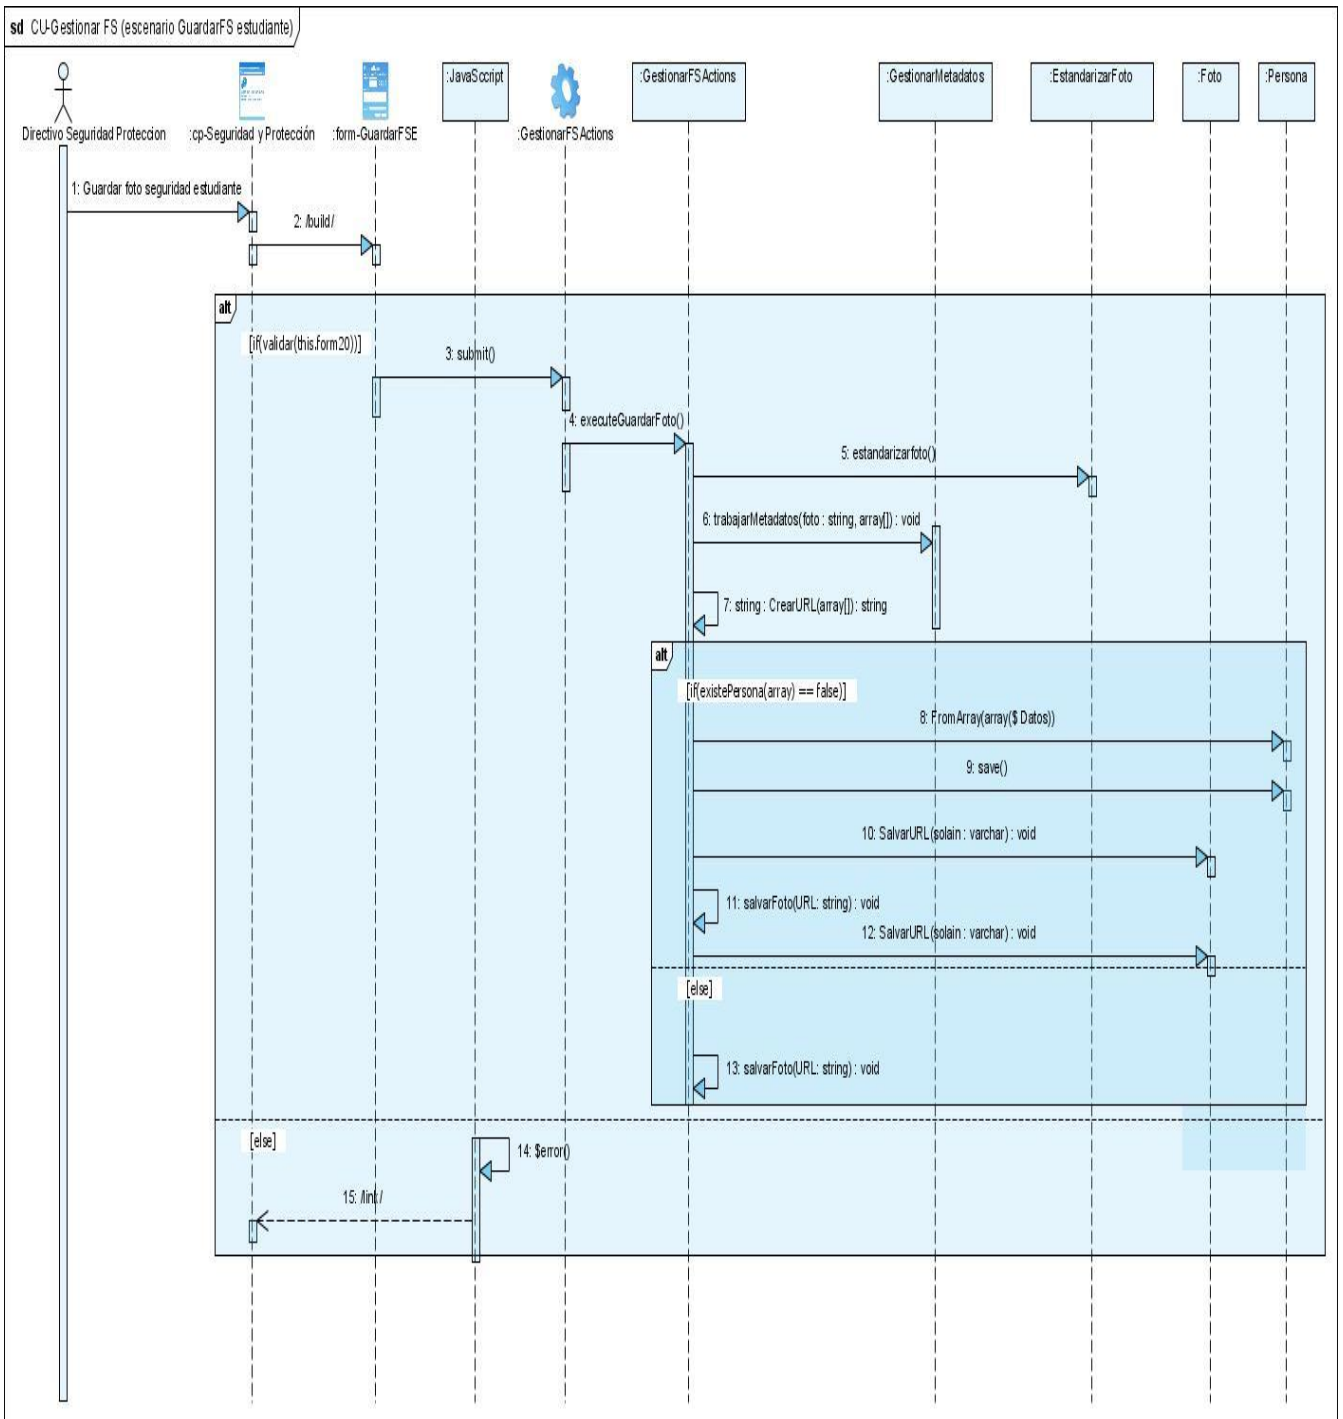 sd CU-Gestionar FS (escenario GuardarFS estudiante)
Directivo Seguridad Proteccion
:cp-Seguridad y Protección
:form-GuardarFSE
:JavaSccript
:GestionarFSActions
:GestionarFSActions
:GestionarMetadatos
:EstandarizarFoto
:Foto
:Persona
1: Guardar foto seguridad estudiante
2: /build/
alt
[if(validar(this.form20))]
3: submit()
4: executeGuardarFoto()
5: estandarizarfoto()
6: trabajarMetadatos(foto : string, array[]) : void
7: string : CrearURL(array[]) : string
alt
[if(existePersona(array) == false)]
8: FromArray(array($ Datos))
9: save()
10: SalvarURL(solain : varchar) : void
11: salvarFoto(URL: string) : void
12: SalvarURL(solain : varchar) : void
[else]
13: salvarFoto(URL: string) : void
[else]
14: $error()
15: /link/